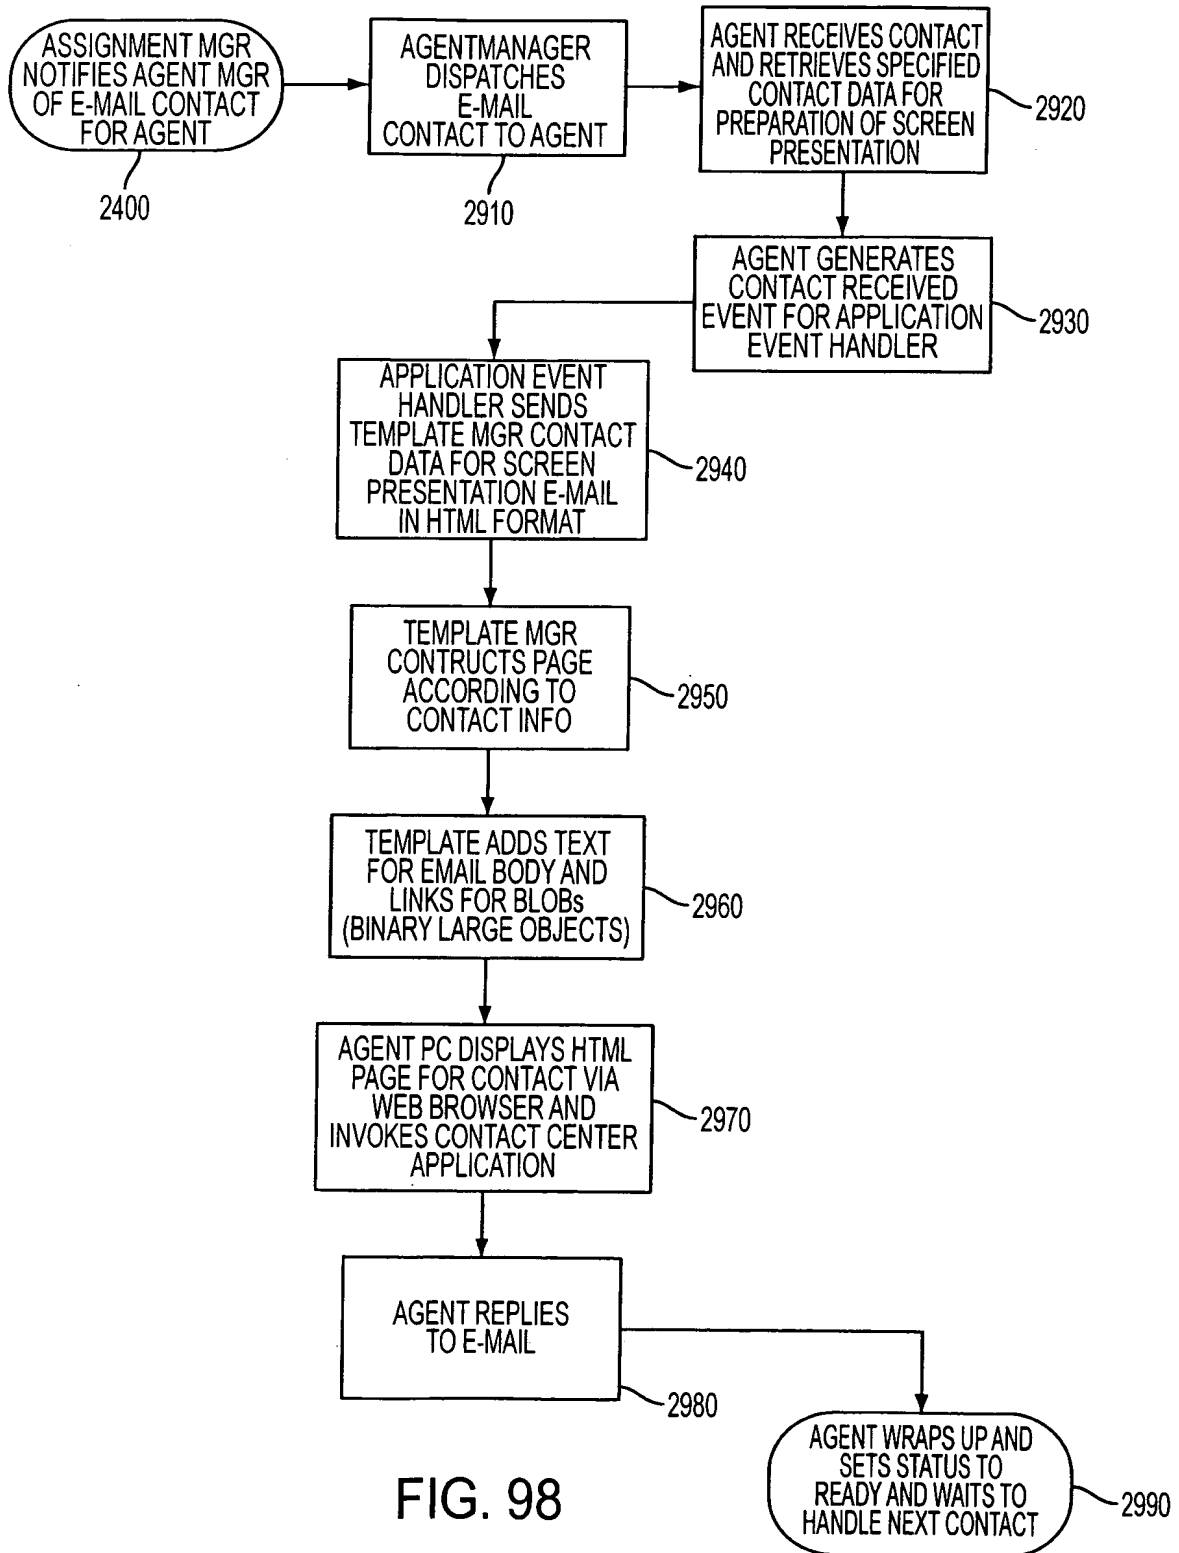 ASSIGNMENT MGR
NOTIFIES AGENT MGR
OF E-MAIL CONTACT
FOR AGENT
2400
AGENTMANAGER
DISPATCHES
E-MAIL
CONTACT TO AGENT
2910
AGENT RECEIVES CONTACT
AND RETRIEVES SPECIFIED
CONTACT DATA FOR
PREPARATION OF SCREEN
PRESENTATION
2920
AGENT GENERATES
CONTACT RECEIVED
EVENT FOR APPLICATION
EVENT HANDLER
2930
APPLICATION EVENT
HANDLER SENDS
TEMPLATE MGR CONTACT
DATA FOR SCREEN
PRESENTATION E-MAIL
IN HTML FORMAT
2940
TEMPLATE MGR
CONTRUCTS PAGE
ACCORDING TO
CONTACT INFO
2950
TEMPLATE ADDS TEXT
FOR EMAIL BODY AND
LINKS FOR BLOBs
(BINARY LARGE OBJECTS)
2960
AGENT PC DISPLAYS HTML
PAGE FOR CONTACT VIA
WEB BROWSER AND
INVOKES CONTACT CENTER
APPLICATION
2970
AGENT REPLIES
TO E-MAIL
2980
AGENT WRAPS UP AND
SETS STATUS TO
READY AND WAITS TO
HANDLE NEXT CONTACT
2990
FIG. 98